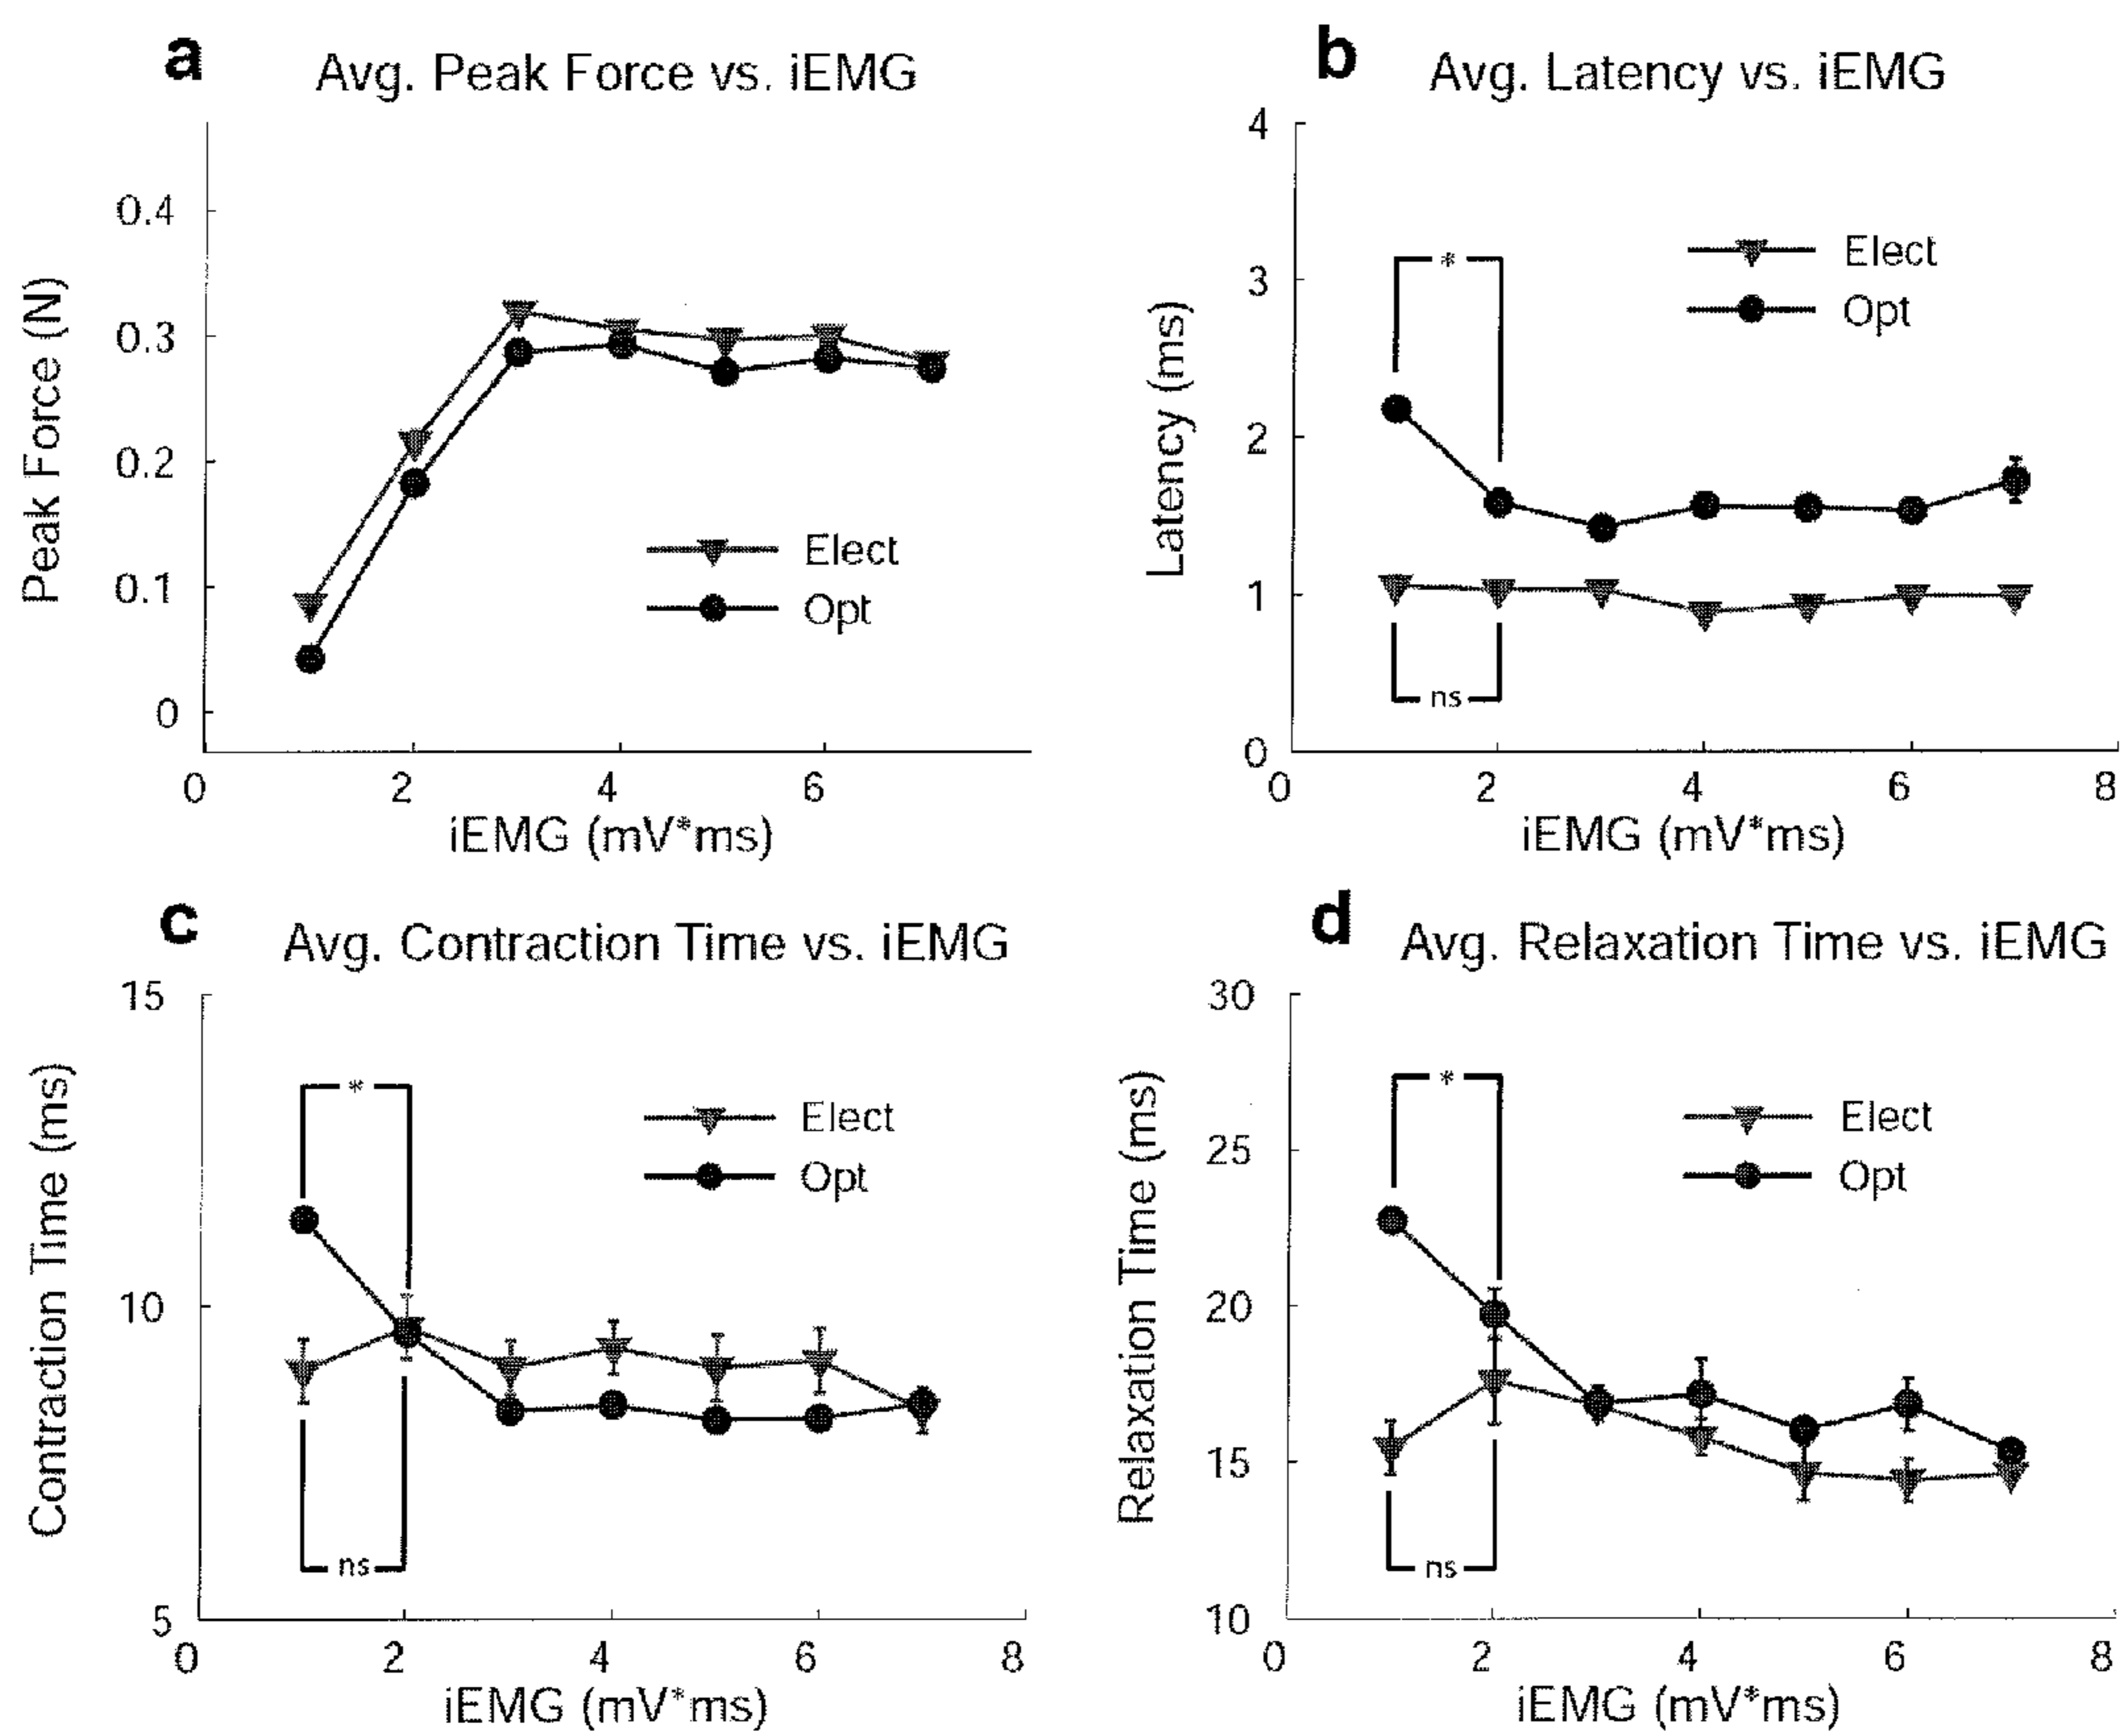 a
Avg. Peak Force vs. iEMG
0.4
0.3
0.2
0.1
0
Peak Force (N)
Elect
Opt
0 2 4 6
iEMG (mV*ms)
b
Avg. Latency vs. iEMG
4
3
2
1
0
Latency (ms)
*
Elect
Opt
ns
0 2 4 6 8
iEMG (mV*ms)
c
Avg. Contraction Time vs. iEMG
15
10
5
Contraction Time (ms)
*
Elect
Opt
ns
0 2 4 6 8
iEMG (mV*ms)
d
Avg. Relaxation Time vs. iEMG
30
25
20
15
10
Relaxation Time (ms)
*
Elect
Opt
ns
0 2 4 6 8
iEMG (mV*ms)